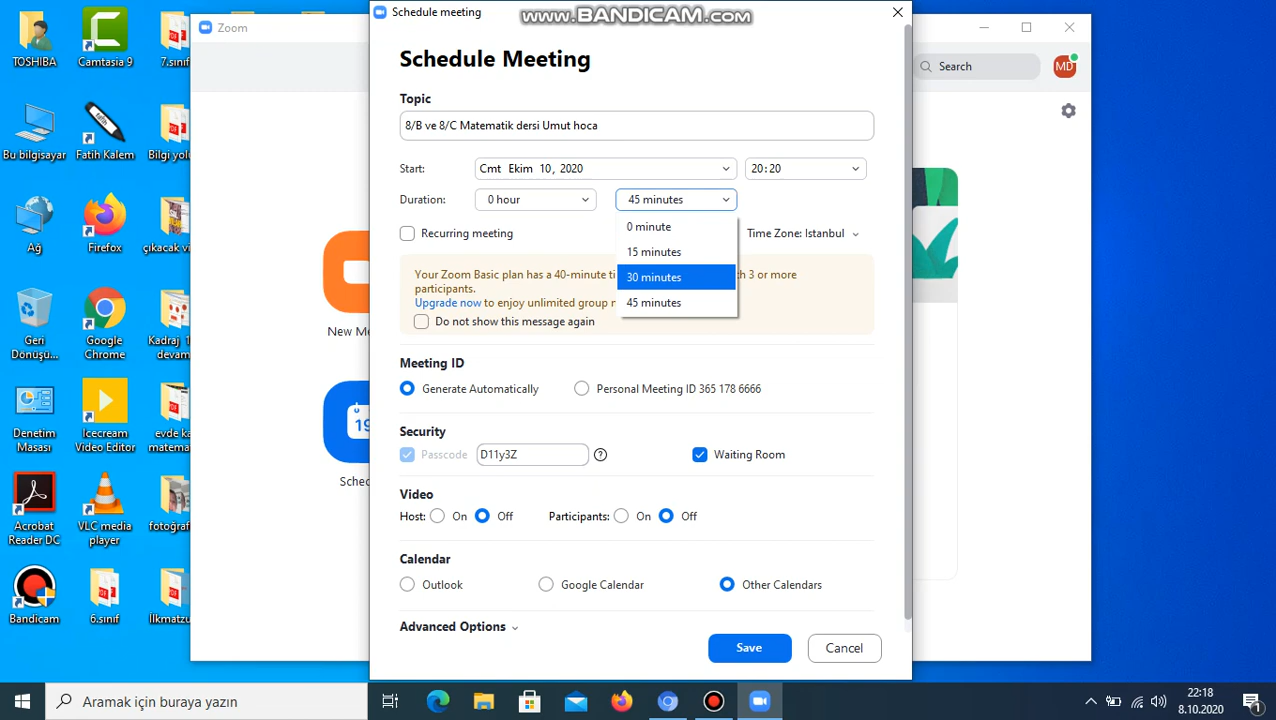 Schedule meeting
www.BANDICAM.com
Zoom
Search
MD
Schedule Meeting
Topic
8/B ve 8/C Matematik dersi Umut hoca
Start:
Cmt Ekim 10, 2020
20:20
Duration:
0 hour
45 minutes
0 minute
15 minutes
30 minutes
45 minutes
Recurring meeting
Time Zone: Istanbul
Your Zoom Basic plan has a 40-minute ti
h 3 or more
participants.
Upgrade now to enjoy unlimited group
Do not show this message again
Meeting ID
Generate Automatically
Personal Meeting ID 365 178 6666
Security
Passcode
D11y3Z
Waiting Room
Video
Host:
On
Off
Participants:
On
Off
Calendar
Outlook
Google Calendar
Other Calendars
Advanced Options
Save
Cancel
New M
19
Sched
TOSHIBA
Camtasia 9
7.sınıf
Bu bilgisayar
Fatih Kalem
Bilgi yolu
Ağ
Firefox
çıkacak vi
Geri
Dönüşü...
Google
Chrome
Kadraj 1
devam
Denetim
Masası
Icecream
Video Editor
evde ka
matema
Acrobat
Reader DC
VLC media
player
fotoğraf
Bandicam
6.sınıf
İlkmatzu
Aramak için buraya yazın
22:18
8.10.2020
1